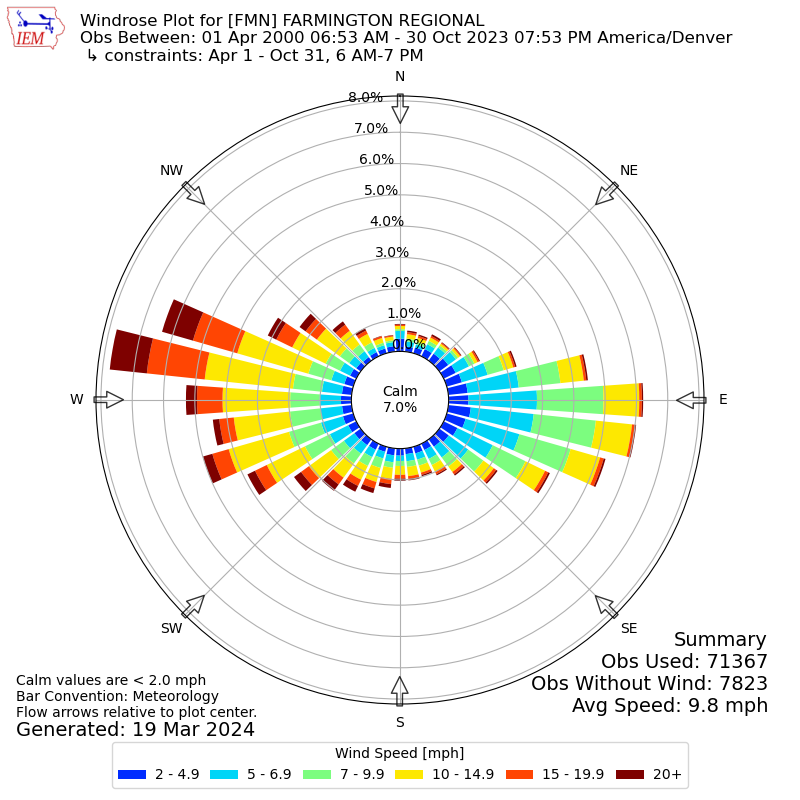 IEM
Windrose Plot for [FMN] FARMINGTON REGIONAL
Obs Between: 01 Apr 2000 06:53 AM - 30 Oct 2023 07:53 PM America/Denver
↳ constraints: Apr 1 - Oct 31, 6 AM-7 PM
N
8.0%
7.0%
6.0%
5.0%
4.0%
3.0%
2.0%
1.0%
0.0%
NW
NE
W
Calm
7.0%
E
SW
SE
S
Summary
Obs Used: 71367
Obs Without Wind: 7823
Avg Speed: 9.8 mph
Calm values are < 2.0 mph
Bar Convention: Meteorology
Flow arrows relative to plot center.
Generated: 19 Mar 2024
Wind Speed [mph]
2 - 4.9 5 - 6.9 7 - 9.9 10 - 14.9 15 - 19.9 20+